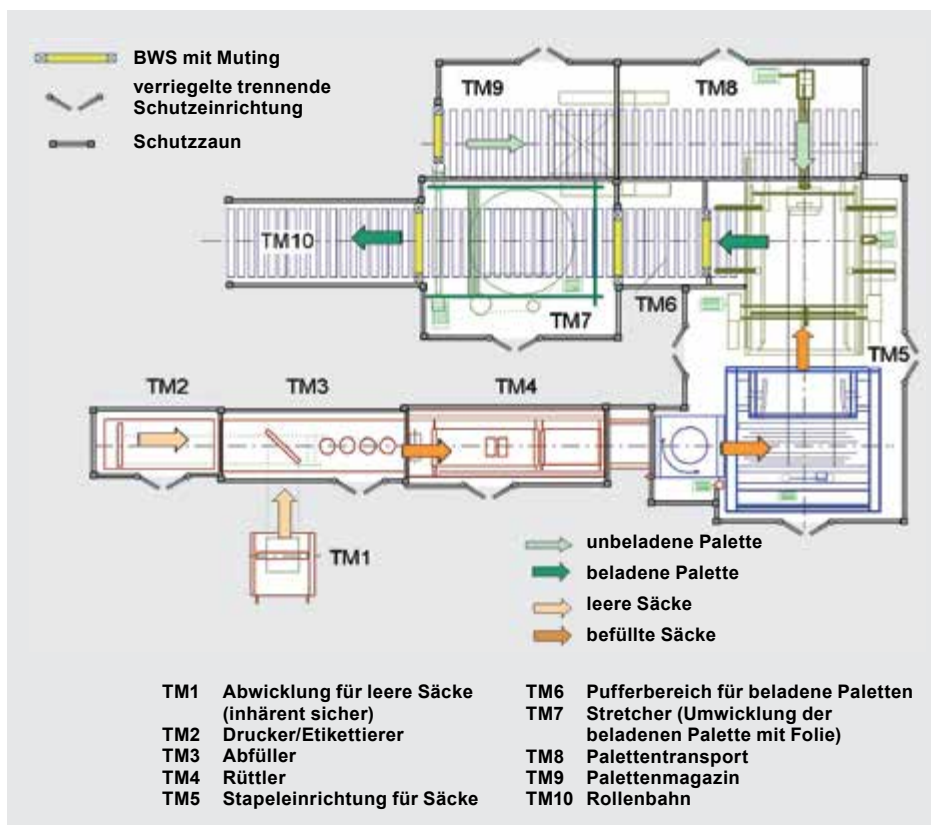 BWS mit Muting
verriegelte trennende
Schutzeinrichtung
Schutzzaun
TM9
TM8
TM10
TM6
TM7
TM5
TM2
TM3
TM4
TM1
unbeladene Palette
beladene Palette
leere Säcke
befüllte Säcke
TM1 Abwicklung für leere Säcke
(inhärent sicher)
TM2 Drucker/Etikettierer
TM3 Abfüller
TM4 Rüttler
TM5 Stapeleinrichtung für Säcke
TM6 Pufferbereich für beladene Paletten
TM7 Stretcher (Umwicklung der
beladenen Palette mit Folie)
TM8 Palettentransport
TM9 Palettenmagazin
TM10 Rollenbahn